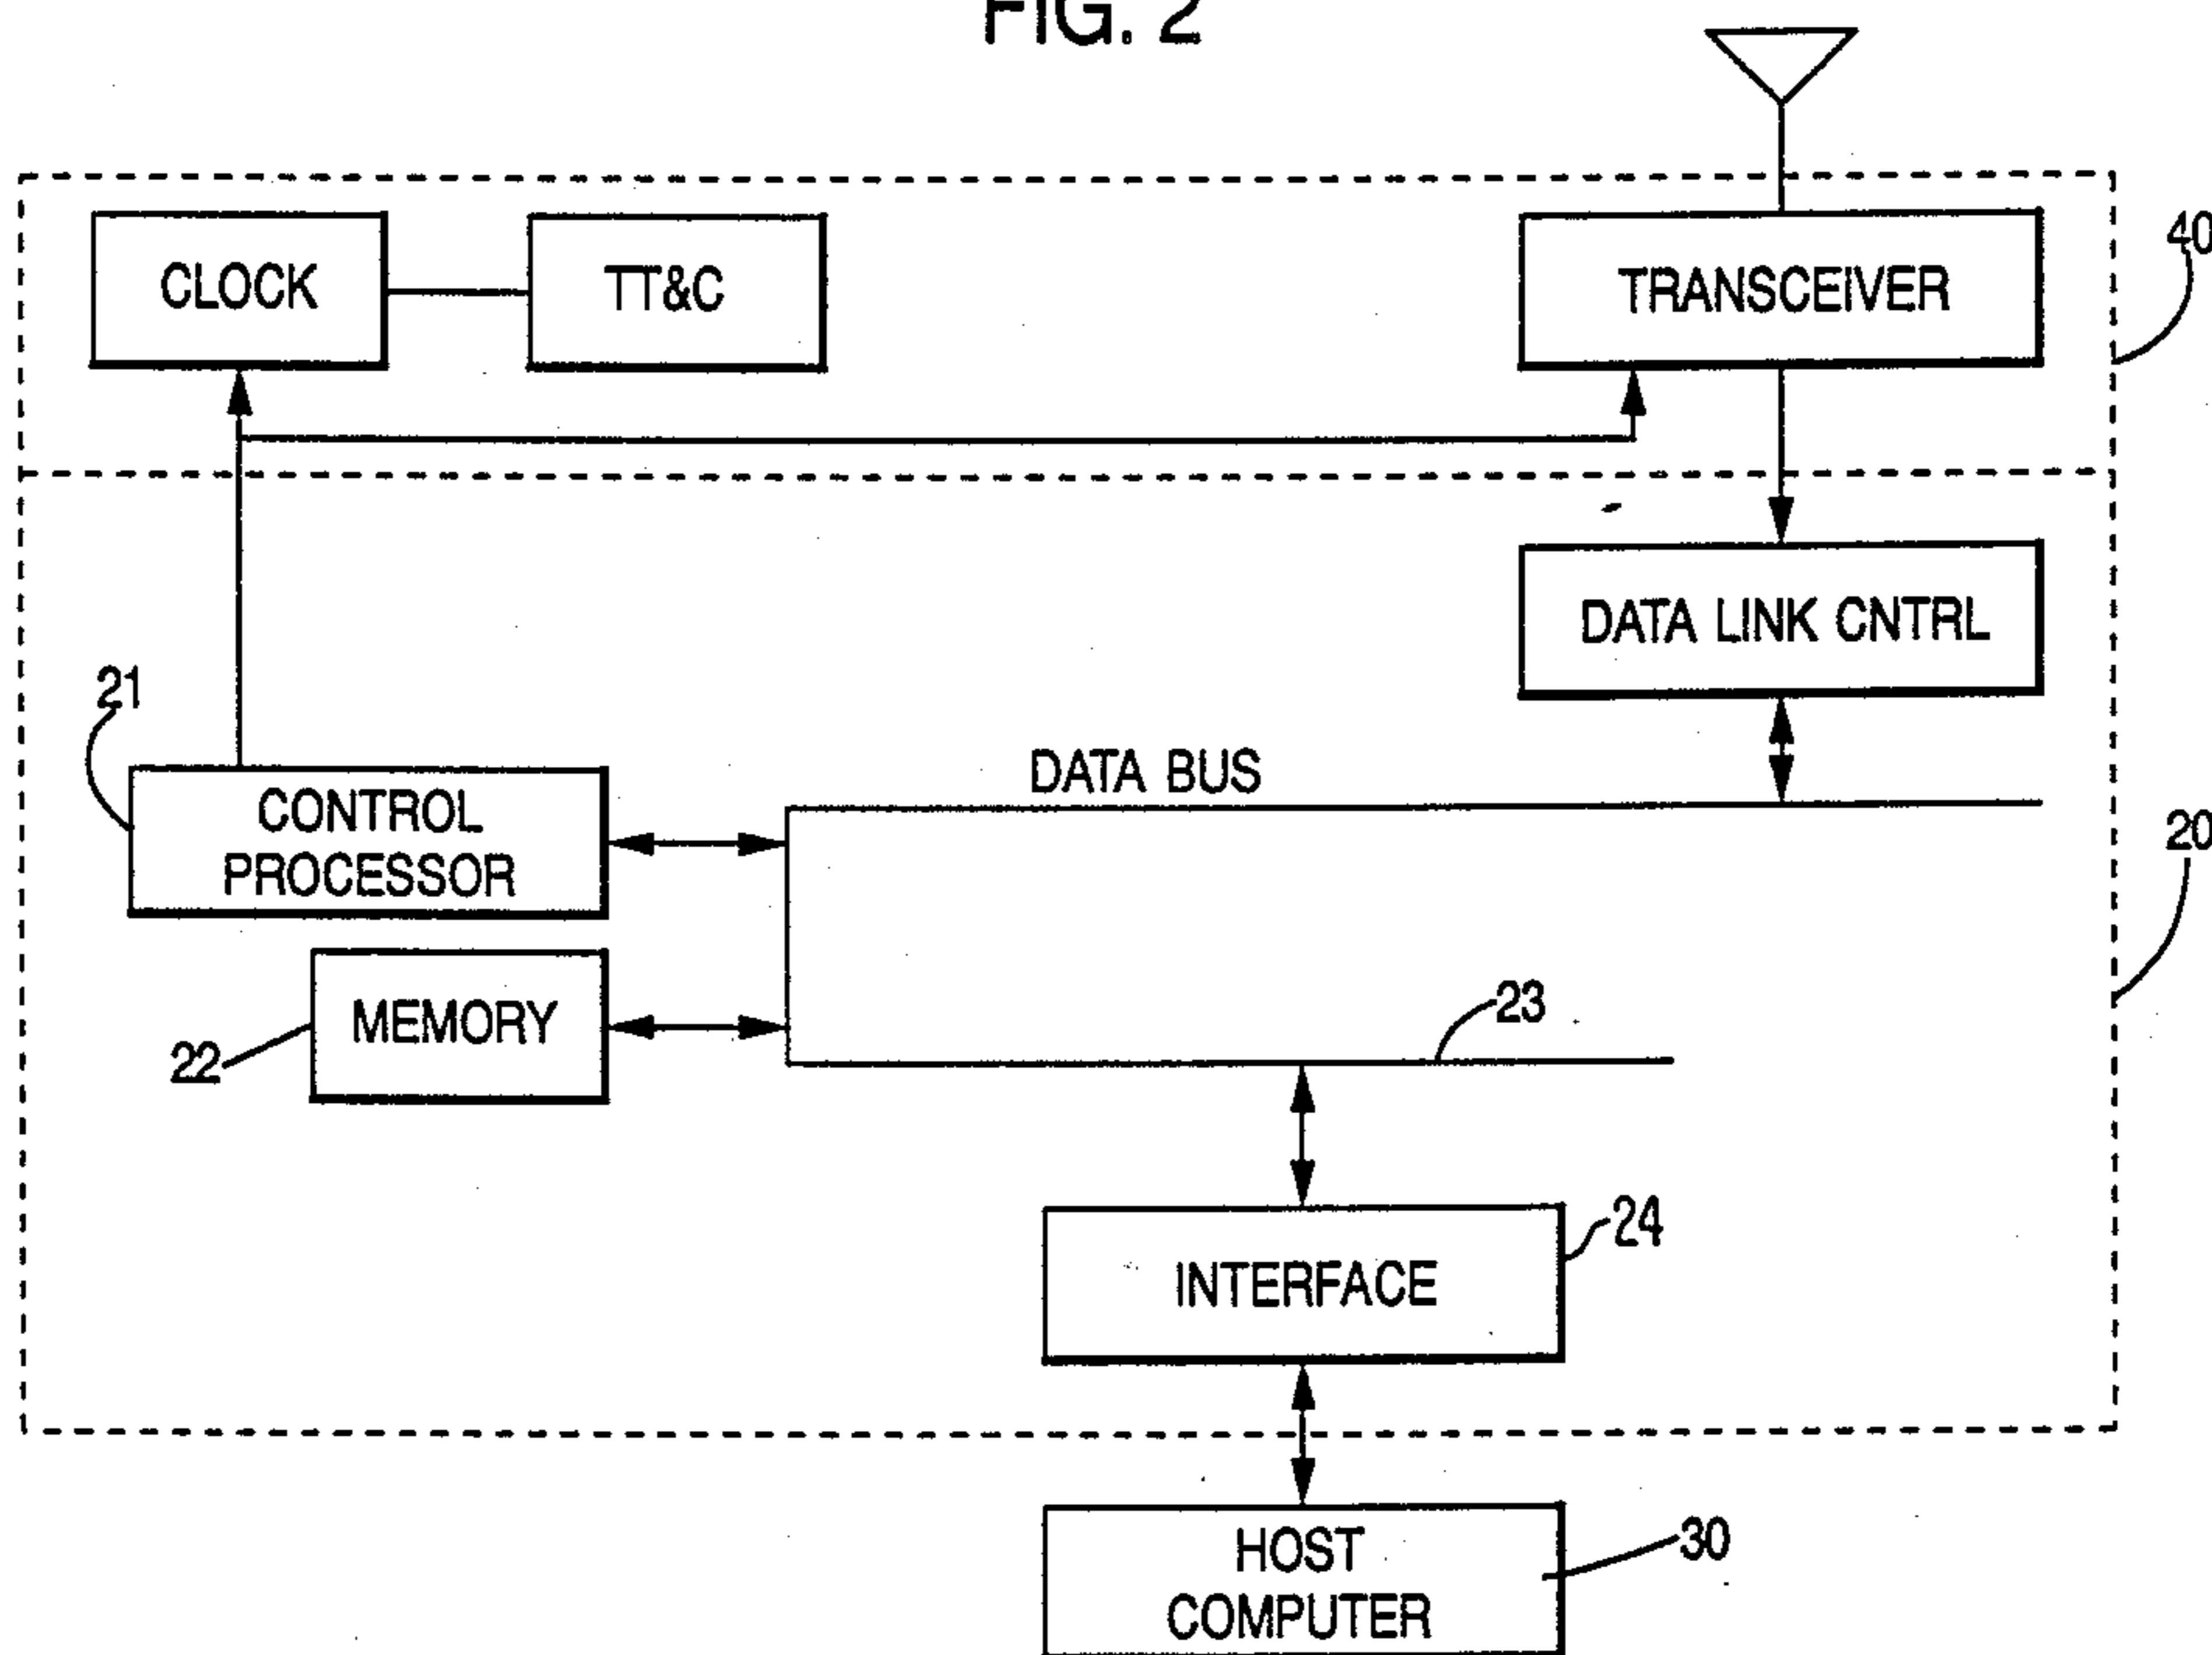 FIG. 2
CLOCK
TT&C
TRANSCEIVER
40
DATA LINK CNTRL
21
DATA BUS
CONTROL
PROCESSOR
20
MEMORY
23
22
24
INTERFACE
HOST
COMPUTER
30